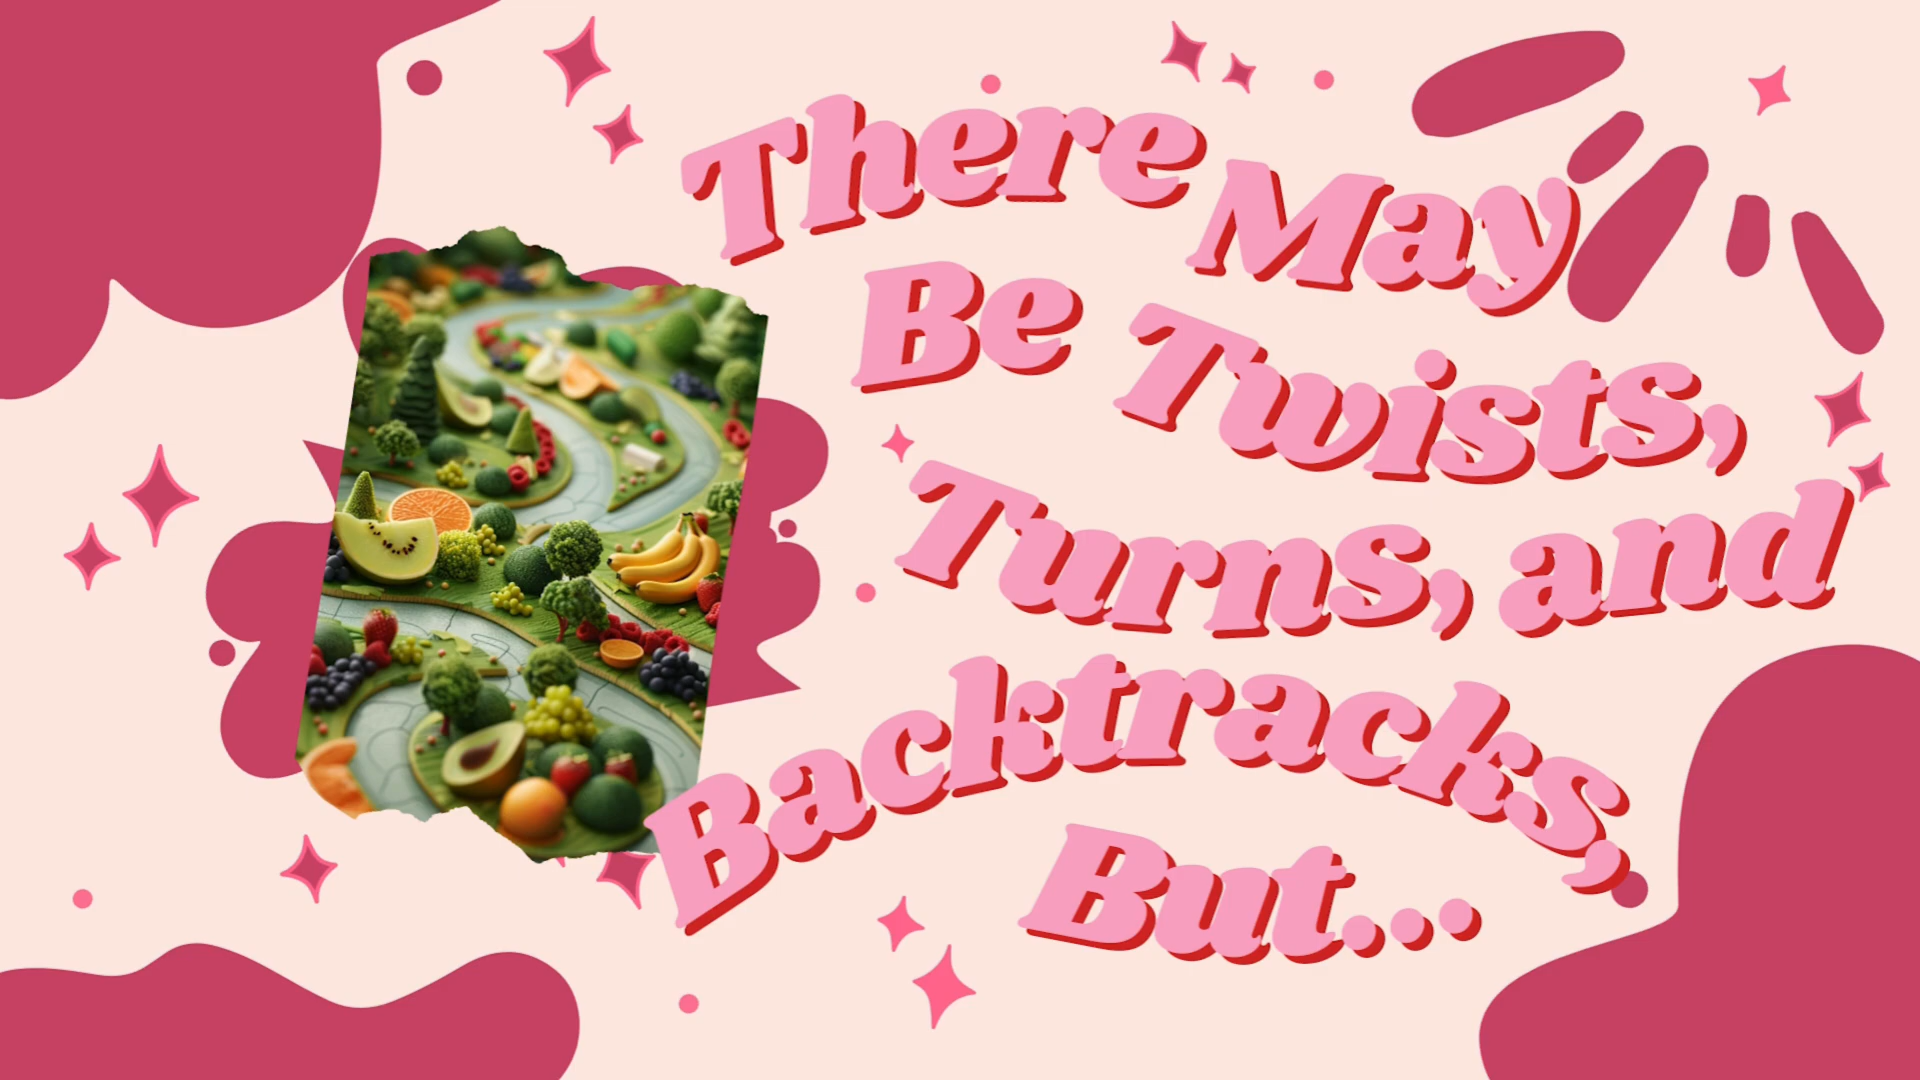 There May
Be Twists,
Turns, and
Backtracks,
But...